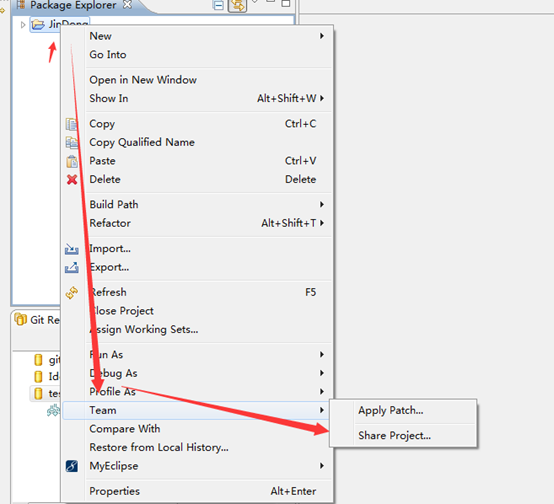 Package Explorer
JinDong
New
Go Into
Open in New Window
Show In Alt+Shift+W
Copy Ctrl+C
Copy Qualified Name
Paste Ctrl+V
Delete Delete
Build Path
Refactor Alt+Shift+T
Import...
Export...
Refresh F5
Close Project
Assign Working Sets...
Run As
Debug As
Profile As
Team
Apply Patch...
Compare With
Share Project...
Restore from Local History...
MyEclipse
Properties Alt+Enter
Git Re
git
Id
tes